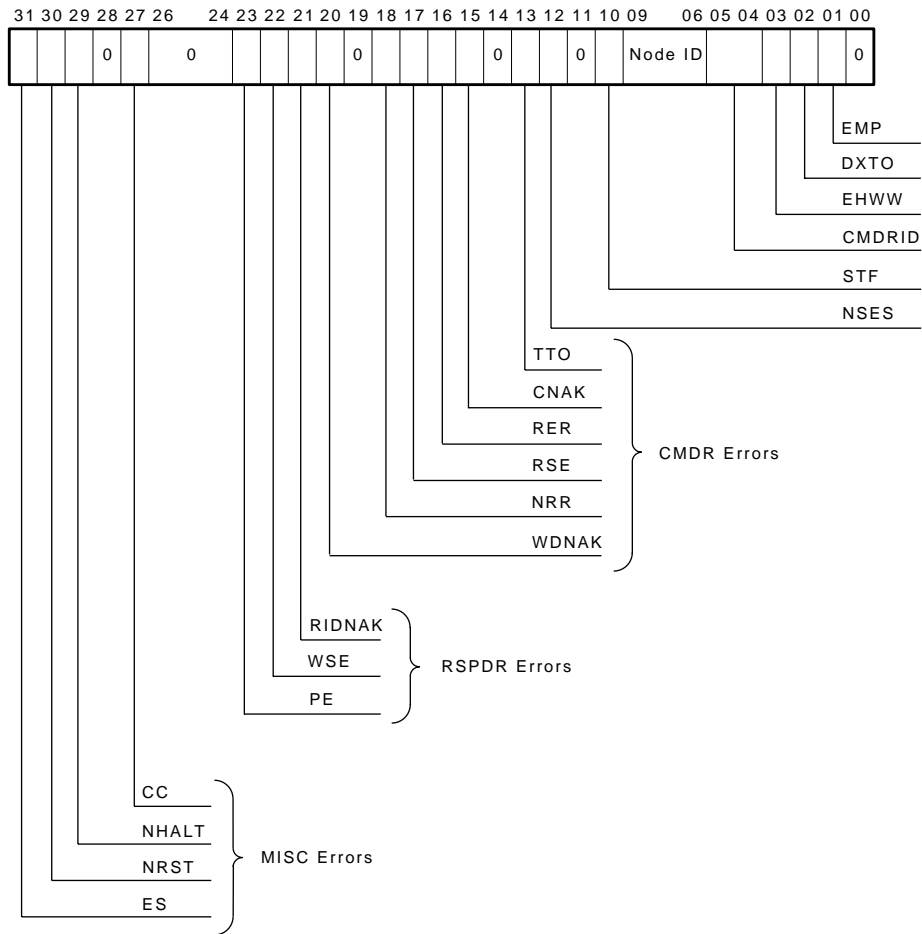 31 30 29 28 27 26 24 23 22 21 20 19 18 17 16 15 14 13 12 11 10 09 06 05 04 03 02 01 00
0 0 0 0 0 Node ID 0
EMP
DXTO
EHWW
CMDRID
STF
NSES
TTO
CNAK
RER
RSE
NRR
WDNAK
CMDR Errors
RIDNAK
WSE
PE
RSPDR Errors
CC
NHALT
NRST
ES
MISC Errors